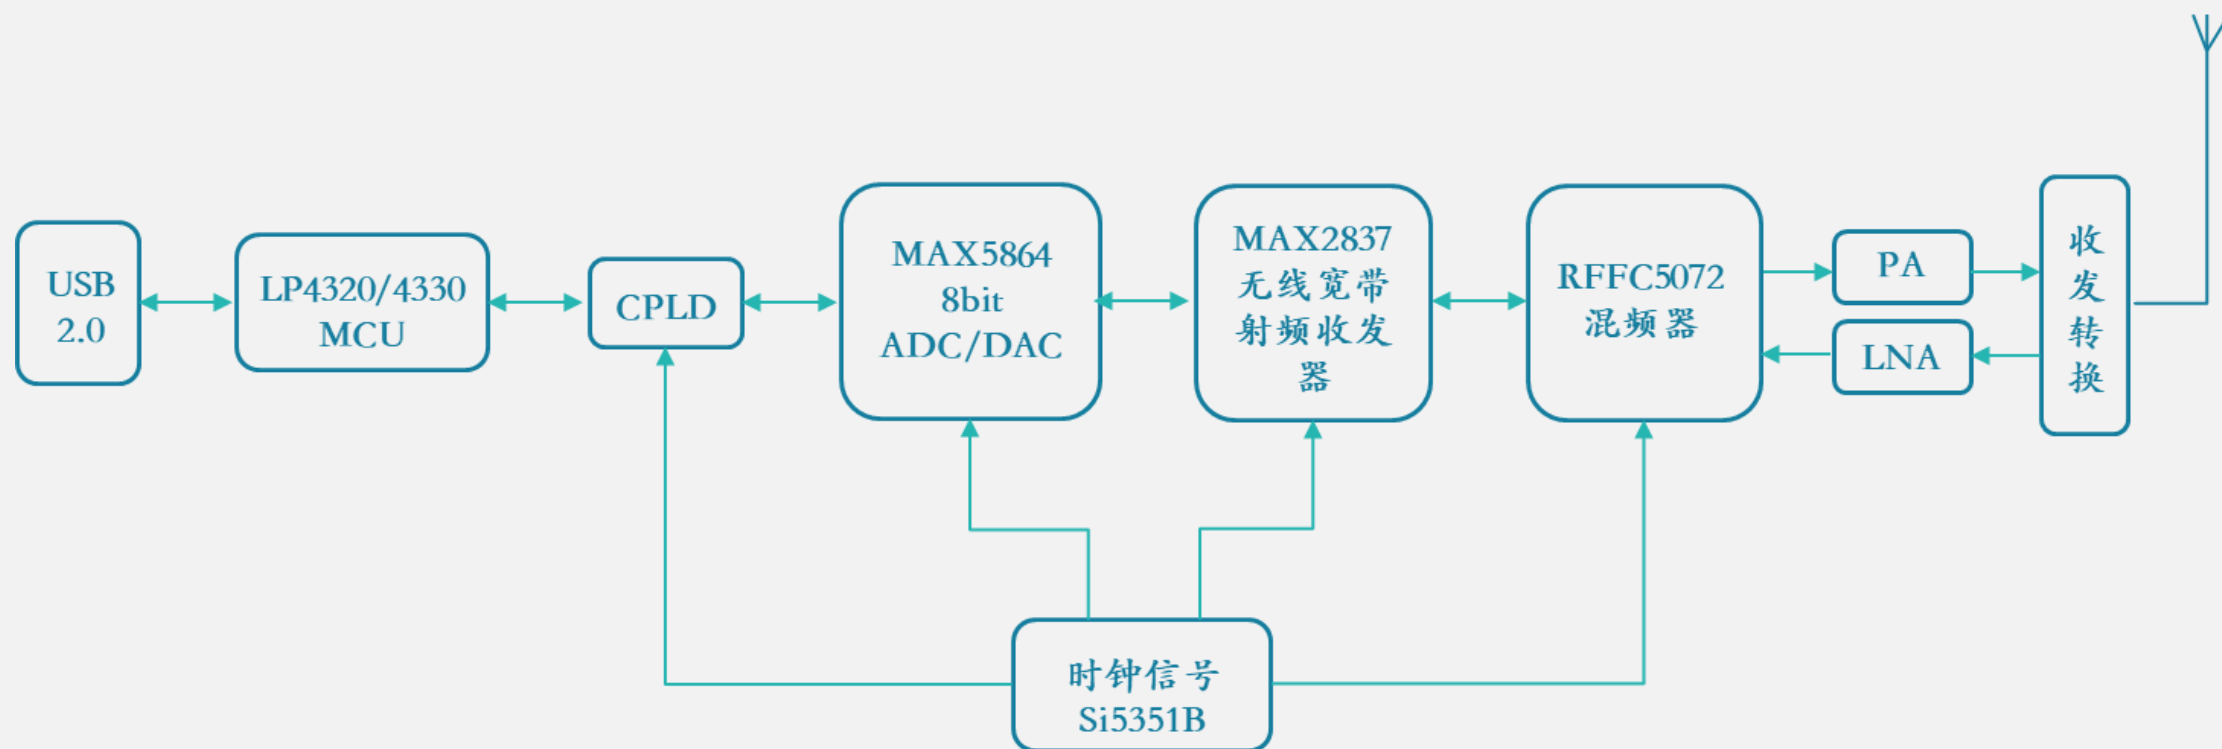 USB
2.0
LP4320/4330
MCU
CPLD
MAX5864
8bit
ADC/DAC
MAX2837
无线宽带
射频收发
器
RFFC5072
混频器
PA
LNA
收
发
转
换
时钟信号
Si5351B